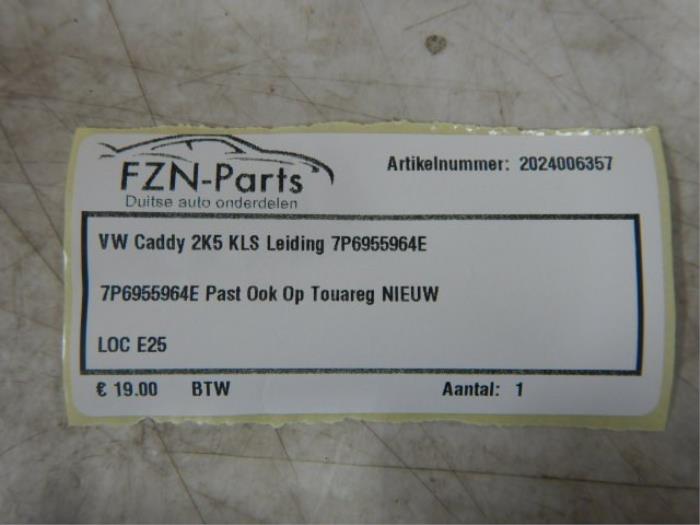 FZN-Parts
Duitse auto onderdelen
Artikelnummer: 2024006357
VW Caddy 2K5 KLS Leiding 7P6955964E
7P6955964E Past Ook Op Touareg NIEUW
LOC E25
€ 19.00 BTW Aantal: 1